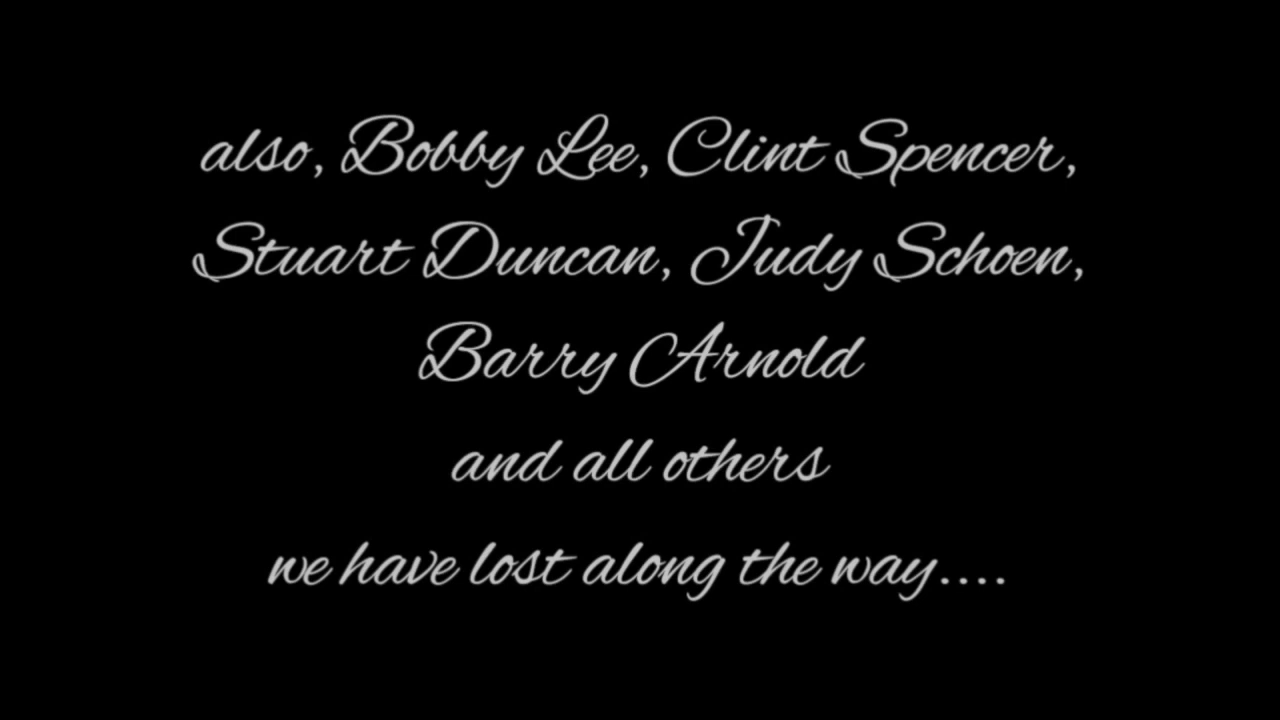 also, Bobby Lee, Clint Spencer,
Stuart Duncan, Judy Schoen,
Barry Arnold
and all others
we have lost along the way....